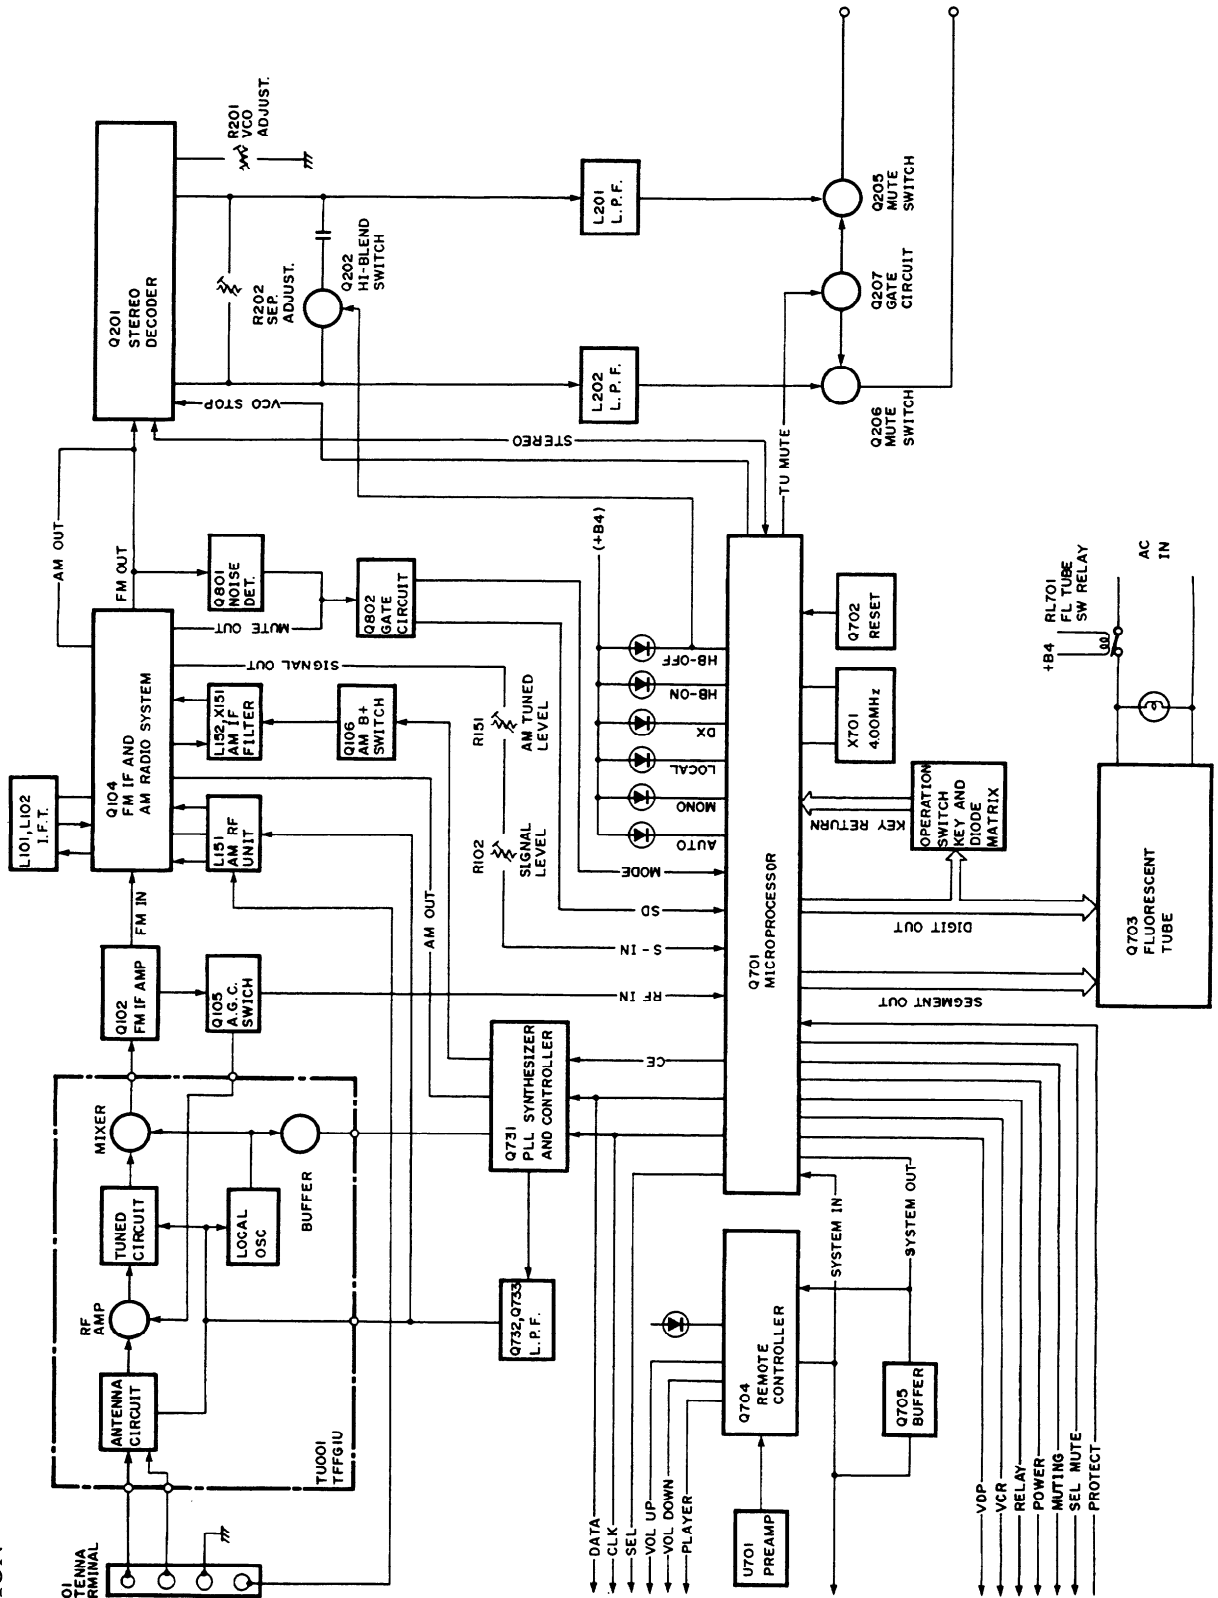 01
TENNA
RMINAL
ANTENNA
CIRCUIT
RF
AMP
TUNED
CIRCUIT
MIXER
LOCAL
OSC
BUFFER
TU001
TFFG1U
Q102
FM IF AMP
Q105
A.G.C.
SWICH
FM IN
L101, L102
I.F.T.
Q104
FM IF AND
AM RADIO SYSTEM
L151
AM RF
UNIT
L152, X151
AM IF
FILTER
Q106
AM B+
SWITCH
AM OUT
FM OUT
AM OUT
Q801
NOISE
DET.
MUTE OUT
Q802
GATE
CIRCUIT
SIGNAL OUT
R102
SIGNAL
LEVEL
R151
AM TUNED
LEVEL
Q201
STEREO
DECODER
R201
VCO
ADJUST.
R202
SEP.
ADJUST.
Q202
HI-BLEND
SWITCH
VCO STOP
STEREO
L201
L.P.F.
L202
L.P.F.
Q205
MUTE
SWITCH
Q207
GATE
CIRCUIT
Q206
MUTE
SWITCH
TU MUTE
Q731
PLL SYNTHESIZER
AND CONTROLLER
Q732, Q733
L.P.F.
CE
RF IN
S-IN
SD
MODE
AUTO
MONO
LOCAL
DX
HB-ON
HB-OFF
(+B4)
Q701
MICROPROCESSOR
Q702
RESET
X701
4.00MHz
KEY RETURN
OPERATION
SWITCH
KEY AND
DIODE
MATRIX
DIGIT OUT
SEGMENT OUT
Q703
FLUORESCENT
TUBE
+B4
RL701
FL TUBE
SW RELAY
AC
IN
DATA
CLK
SEL
VOL UP
VOL DOWN
PLAYER
Q704
REMOTE
CONTROLLER
U701
PREAMP
Q705
BUFFER
SYSTEM IN
SYSTEM OUT
VDP
VCR
RELAY
POWER
MUTING
SEL MUTE
PROTECT